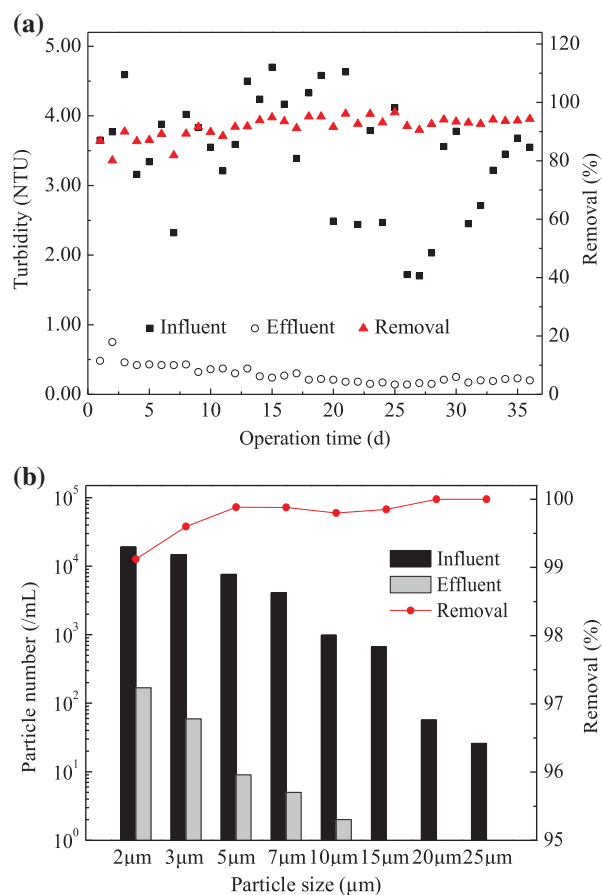 (a)
5.00
4.00
3.00
2.00
1.00
0.00
Turbidity (NTU)
120
100
80
60
40
20
0
Removal (%)
Influent Effluent Removal
0 5 10 15 20 25 30 35
Operation time (d)
(b)
10^5
10^4
10^3
10^2
10^1
10^0
Particle number (/mL)
100
99
98
97
96
95
Removal (%)
Influent
Effluent
Removal
2μm 3μm 5μm 7μm 10μm 15μm 20μm 25μm
Particle size (μm)